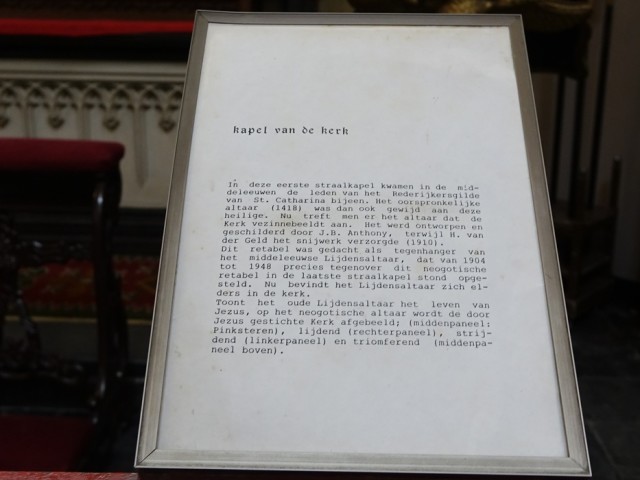 kapel van de kerk
In deze eerste straalkapel kwamen in de mid-
deleeuwen de leden van het Rederijkersgilde
van St. Catharina bijeen. Het oorspronkelijke
altaar (1418) was dan ook gewijd aan deze
heilige. Nu treft men er het altaar dat de
Kerk vezinnebeeldt aan. Het werd ontworpen en
geschilderd door J.B. Anthony, terwijl H. van
der Geld het snijwerk verzorgde (1910).
Dit retabel was gedacht als tegenhanger van
het middeleeuwse Lijdensaltaar, dat van 1904
tot 1948 precies tegenover dit neogotische
retabel in de laatste straalkapel stond opge-
steld. Nu bevindt het Lijdensaltaar zich el-
ders in de kerk.
Toont het oude Lijdensaltaar het leven van
Jezus, op het neogotische altaar wordt de door
Jezus gestichte Kerk afgebeeld; (middenpaneel:
Pinksteren), lijdend (rechterpaneel), strij-
dend (linkerpaneel) en triomferend (middenpa-
neel boven).